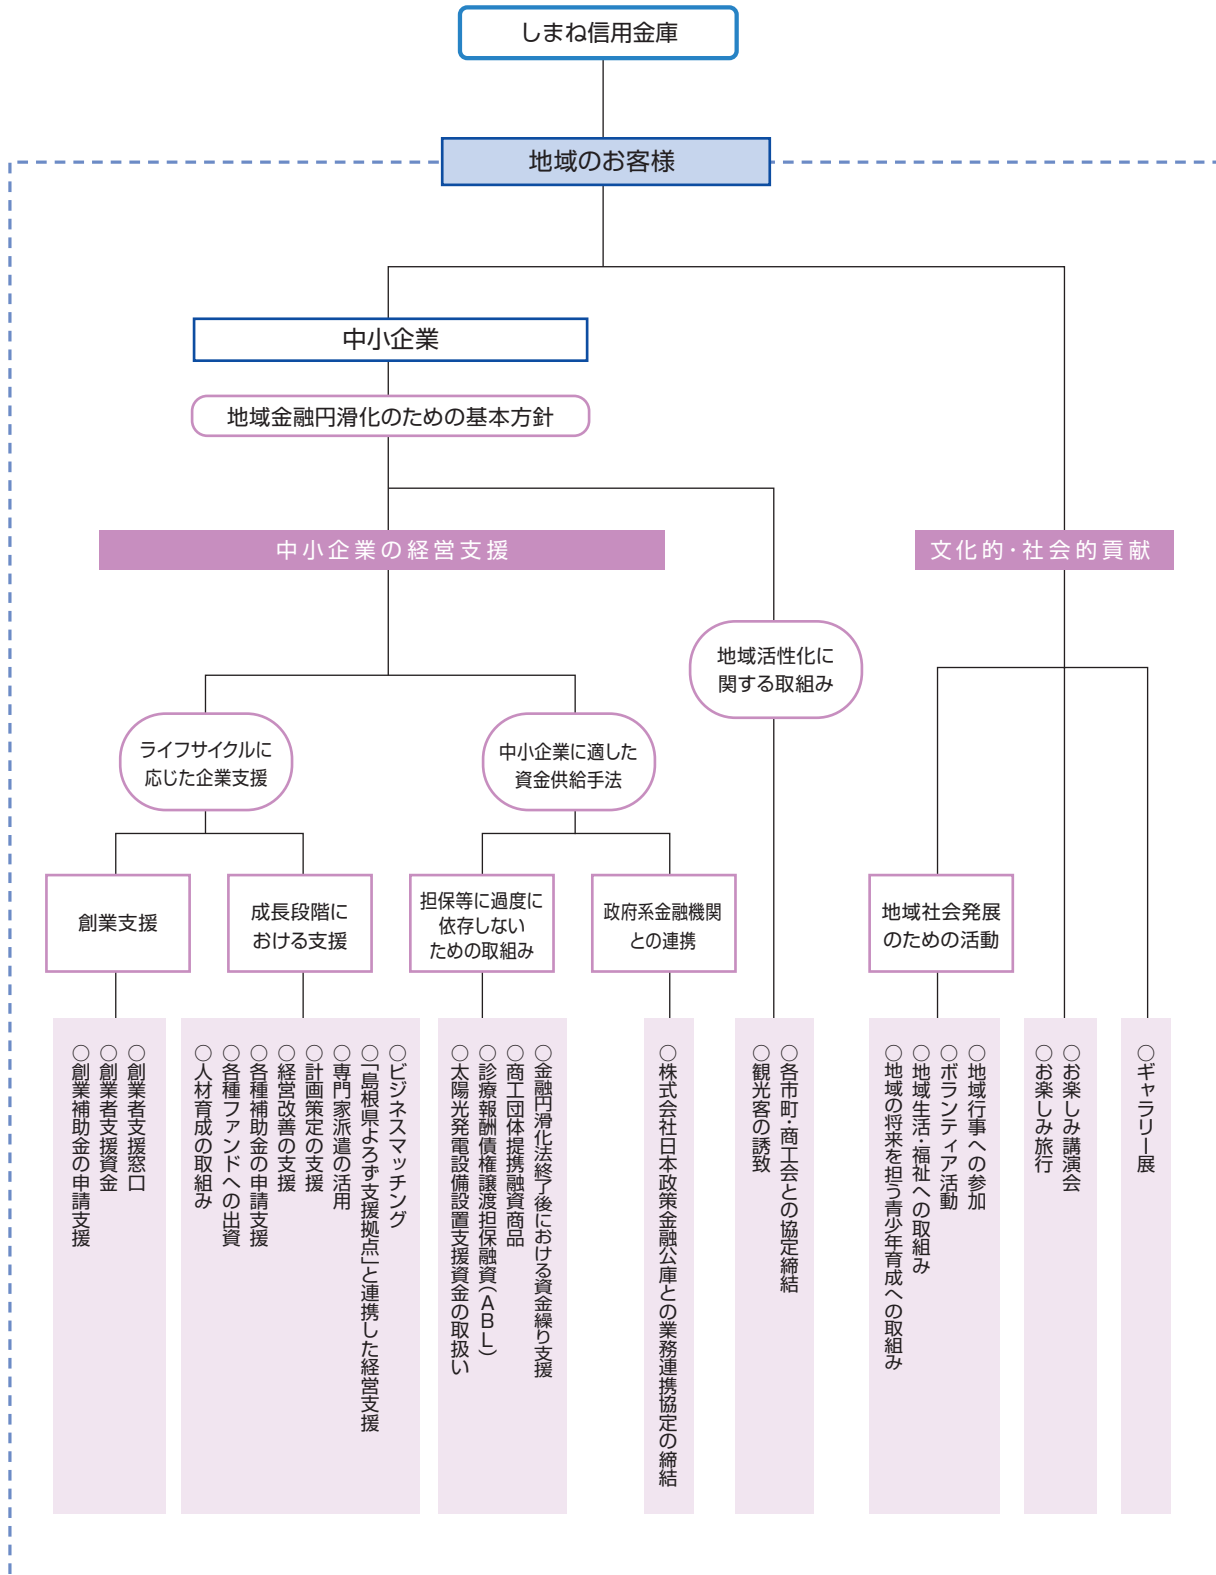 しまね信用金庫
地域のお客様
中小企業
地域金融円滑化のための基本方針
中小企業の経営支援
文化的・社会的貢献
地域活性化に
関する取組み
ライフサイクルに
応じた企業支援
中小企業に適した
資金供給手法
創業支援
成長段階に
おける支援
担保等に過度に
依存しない
ための取組み
政府系金融機関
との連携
地域社会発展
のための活動
○創業者支援窓口
○創業者支援資金
○創業補助金の申請支援
○ビジネスマッチング
○「島根県よろず支援拠点」と連携した経営支援
○専門家派遣の活用
○計画策定の支援
○経営改善の支援
○各種補助金の申請支援
○各種ファンドへの出資
○人材育成の取組み
○金融円滑化法終了後における資金繰り支援
○商工団体提携融資商品
○診療報酬債権譲渡担保融資(ABL)
○太陽光発電設備設置支援資金の取扱い
○株式会社日本政策金融公庫との業務連携協定の締結
○各市町・商工会との協定締結
○観光客の誘致
○地域行事への参加
○ボランティア活動
○地域生活・福祉への取組み
○地域の将来を担う青少年育成への取組み
○お楽しみ講演会
○お楽しみ旅行
○ギャラリー展